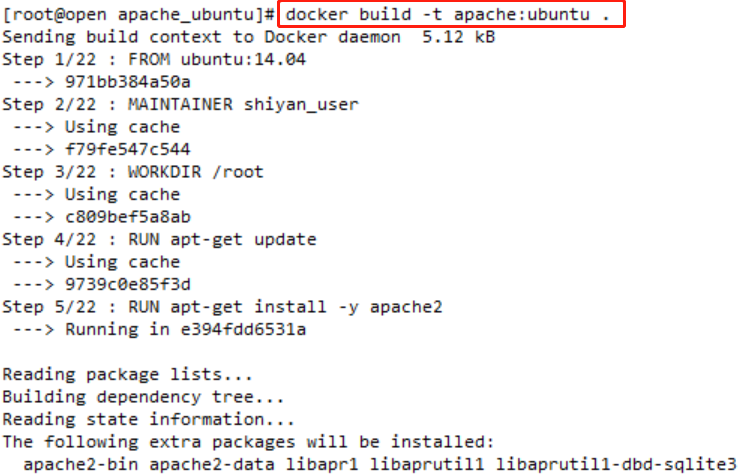 [root@open apache_ubuntu]# docker build -t apache:ubuntu .
Sending build context to Docker daemon  5.12 kB
Step 1/22 : FROM ubuntu:14.04
 ---> 971bb384a50a
Step 2/22 : MAINTAINER shiyan_user
 ---> Using cache
 ---> f79fe547c544
Step 3/22 : WORKDIR /root
 ---> Using cache
 ---> c809bef5a8ab
Step 4/22 : RUN apt-get update
 ---> Using cache
 ---> 9739c0e85f3d
Step 5/22 : RUN apt-get install -y apache2
 ---> Running in e394fdd6531a
Reading package lists...
Building dependency tree...
Reading state information...
The following extra packages will be installed:
  apache2-bin apache2-data libapr1 libaprutil1 libaprutil1-dbd-sqlite3